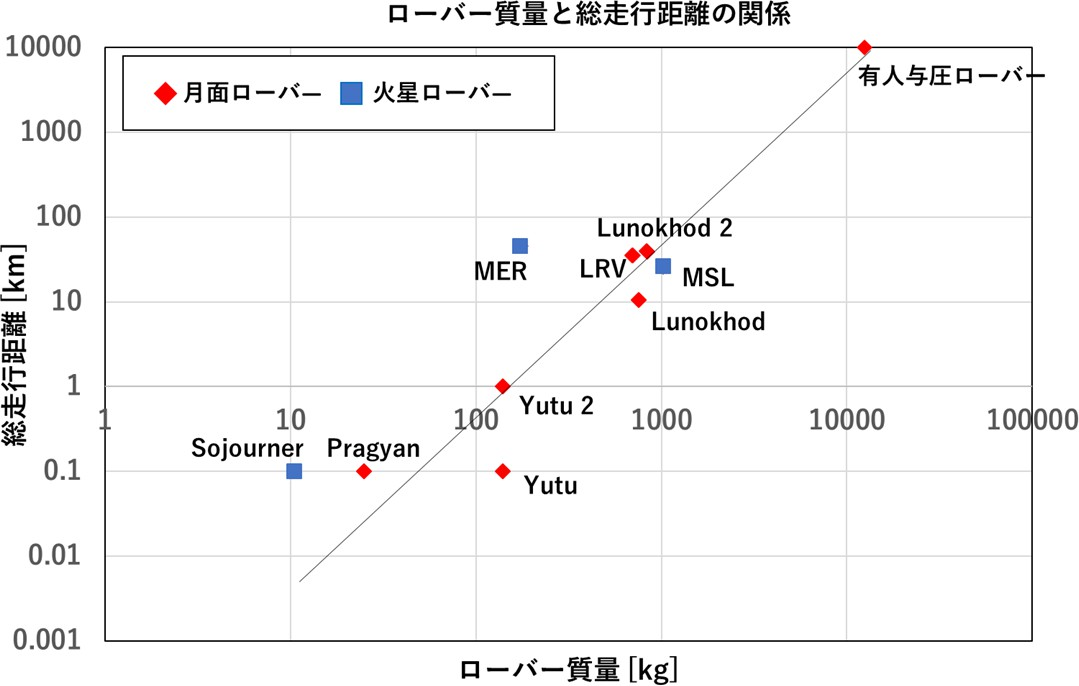 ローバー質量と総走行距離の関係
10000
1000
100
10
1
0.1
0.01
0.001
総走行距離 [km]
月面ローバー 火星ローバー
有人与圧ローバー
Lunokhod 2
MER
LRV
MSL
Lunokhod
Yutu 2
1 10 100 1000 10000 100000
Sojourner Pragyan
Yutu
ローバー質量 [kg]